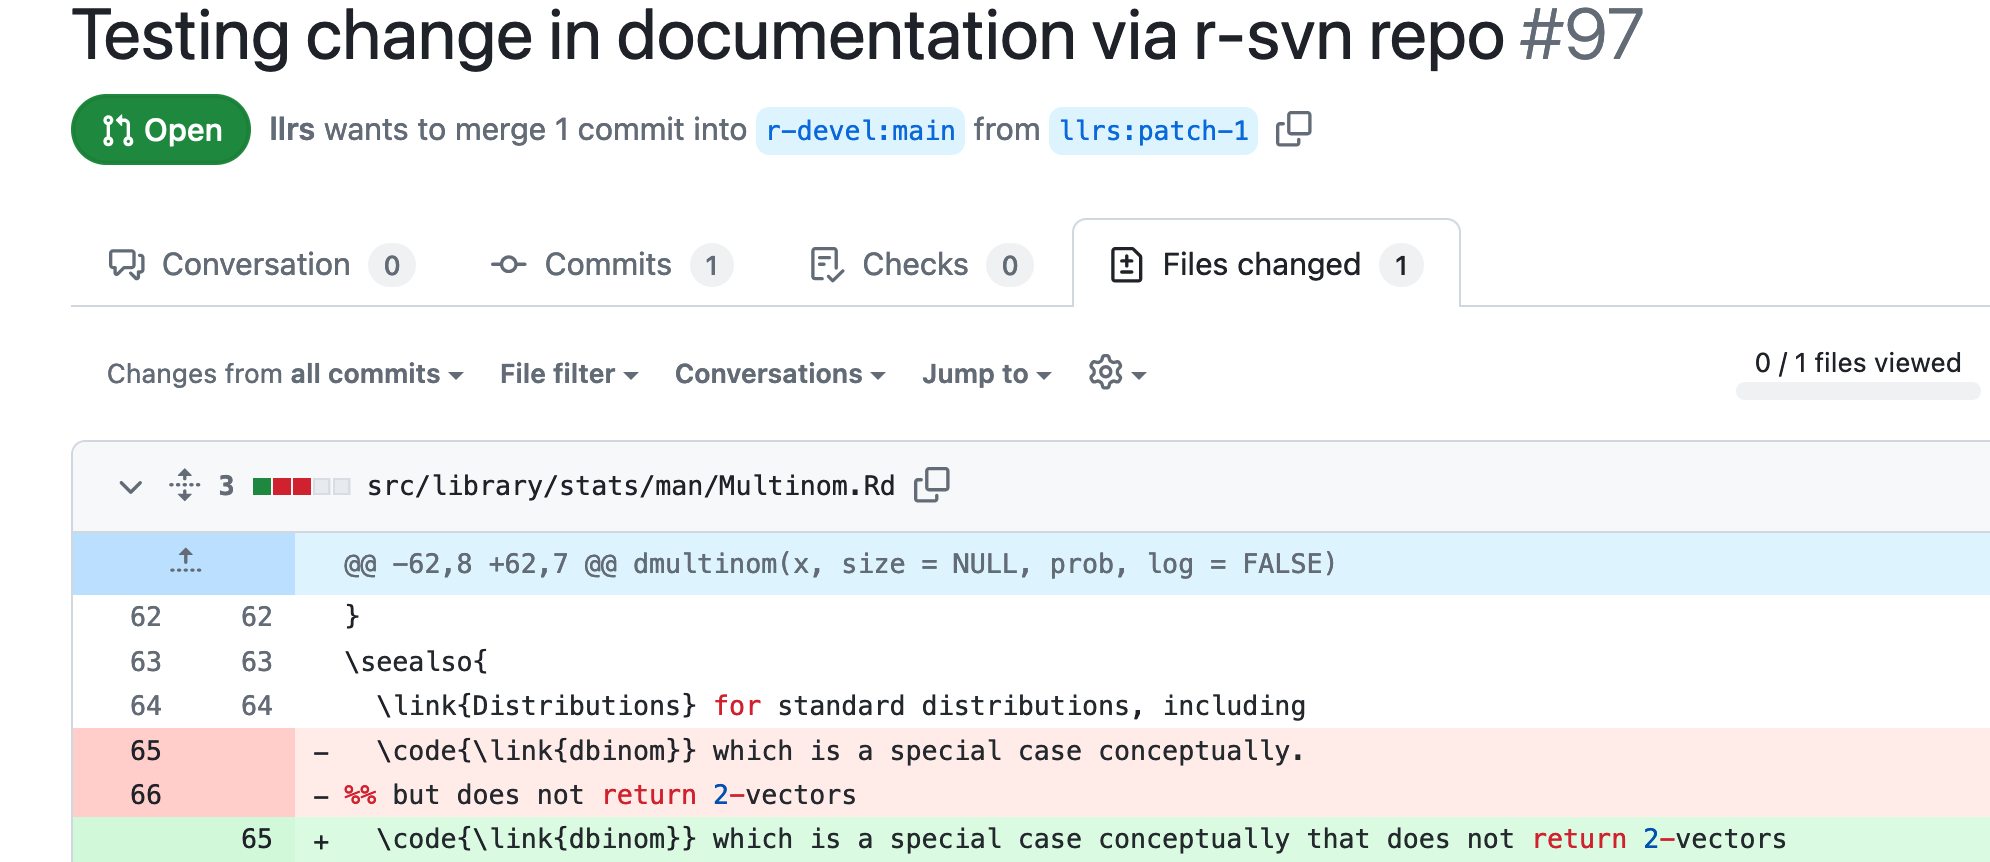 Testing change in documentation via r-svn repo #97
Open llrs wants to merge 1 commit into r-devel:main from llrs:patch-1
Conversation 0 Commits 1 Checks 0 Files changed 1
Changes from all commits File filter Conversations Jump to 0 / 1 files viewed
3 src/library/stats/man/Multinom.Rd
@@ -62,8 +62,7 @@ dmultinom(x, size = NULL, prob, log = FALSE)
62 62 }
63 63 \seealso{
64 64 \link{Distributions} for standard distributions, including
65 - \code{\link{dbinom}} which is a special case conceptually.
66 - %% but does not return 2-vectors
65 + \code{\link{dbinom}} which is a special case conceptually that does not return 2-vectors